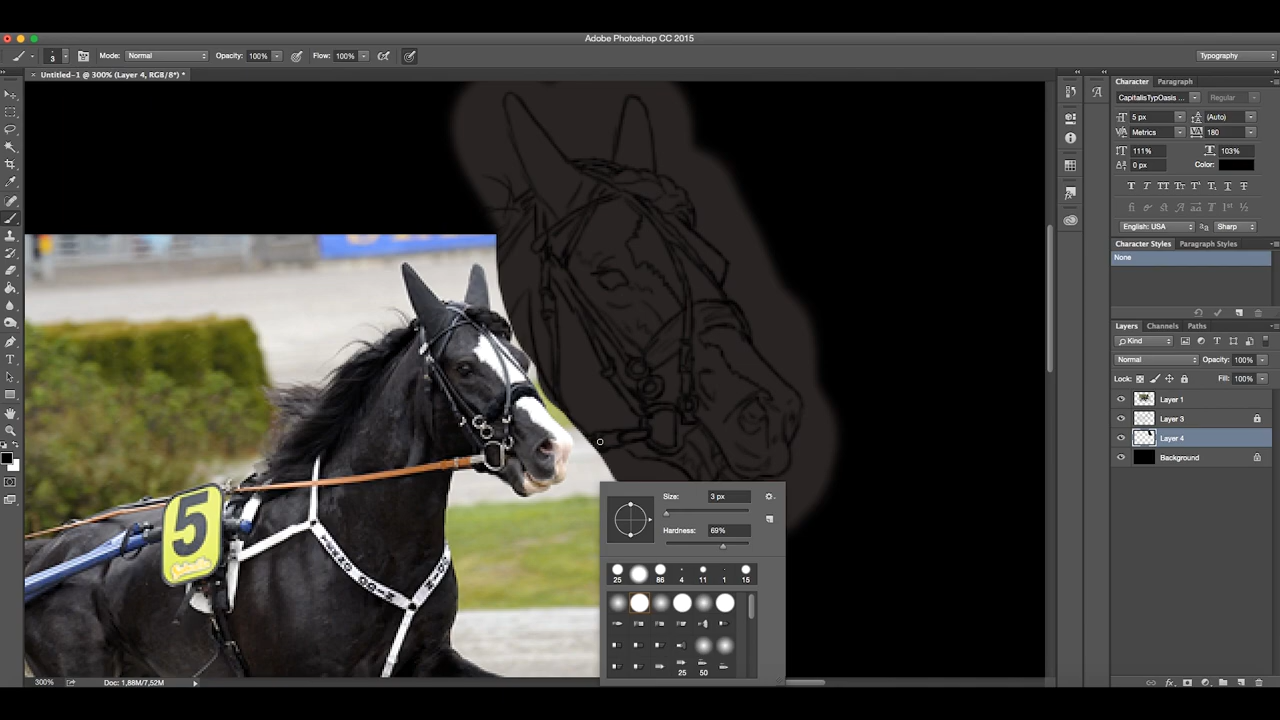 Adobe Photoshop CC 2015
3 Mode: Normal Opacity: 100% Flow: 100% Typography
× Untitled-1 @ 300% (Layer 4, RGB/8*) *
Character Paragraph
CapitalisTypOasis ... Regular
5 px (Auto)
Metrics 180
111% 103%
0 px Color:
English: USA Sharp
Character Styles Paragraph Styles
None
Layers Channels Paths
Kind
Normal Opacity: 100%
Lock: Fill: 100%
Layer 1
Layer 3
Layer 4
Background
Size: 3 px
Hardness: 69%
25 86 4 11 1 15
25 50
5
300% Doc: 1,88M/7,52M